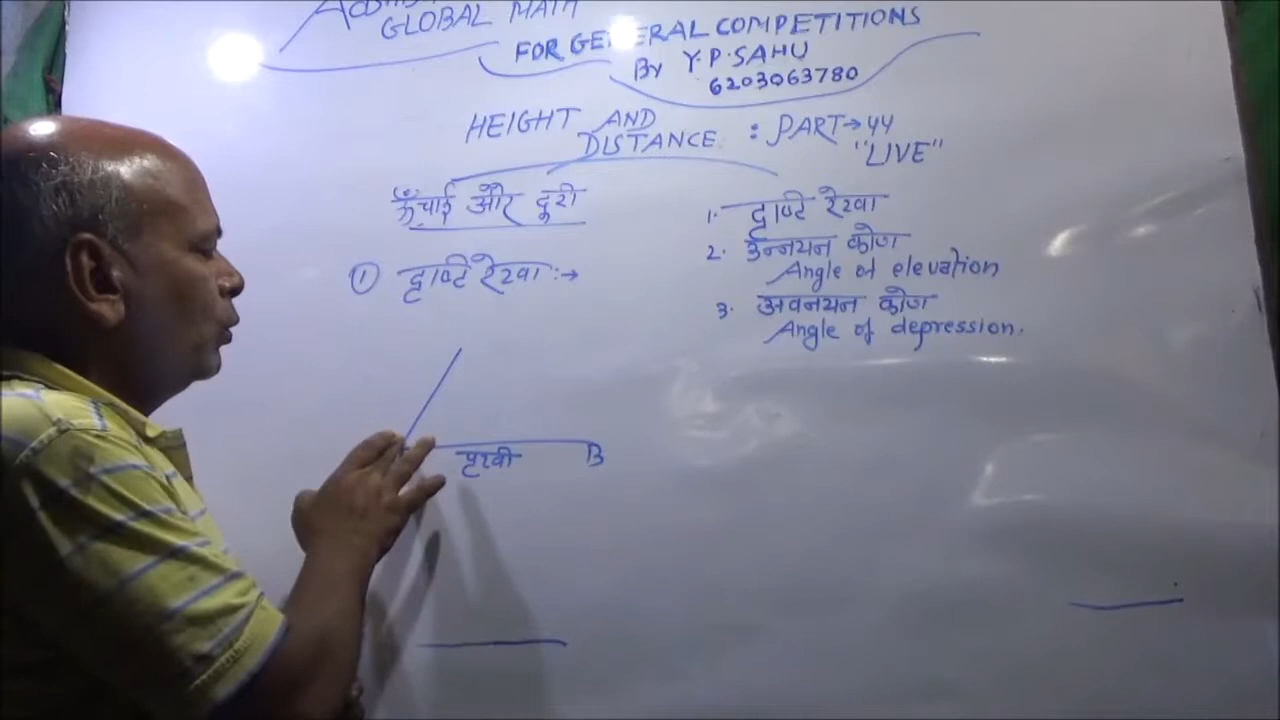 GLOBAL MATH
FOR GENERAL COMPETITIONS
By Y.P.SAHU
6203063780
HEIGHT AND
DISTANCE : PART→44
"LIVE"
ऊँचाई और दूरी
① दृष्टि रेखा :→
1. दृष्टि रेखा
2. उन्नयन कोण
Angle of elevation
3. अवनयन कोण
Angle of depression.
पृथ्वी B